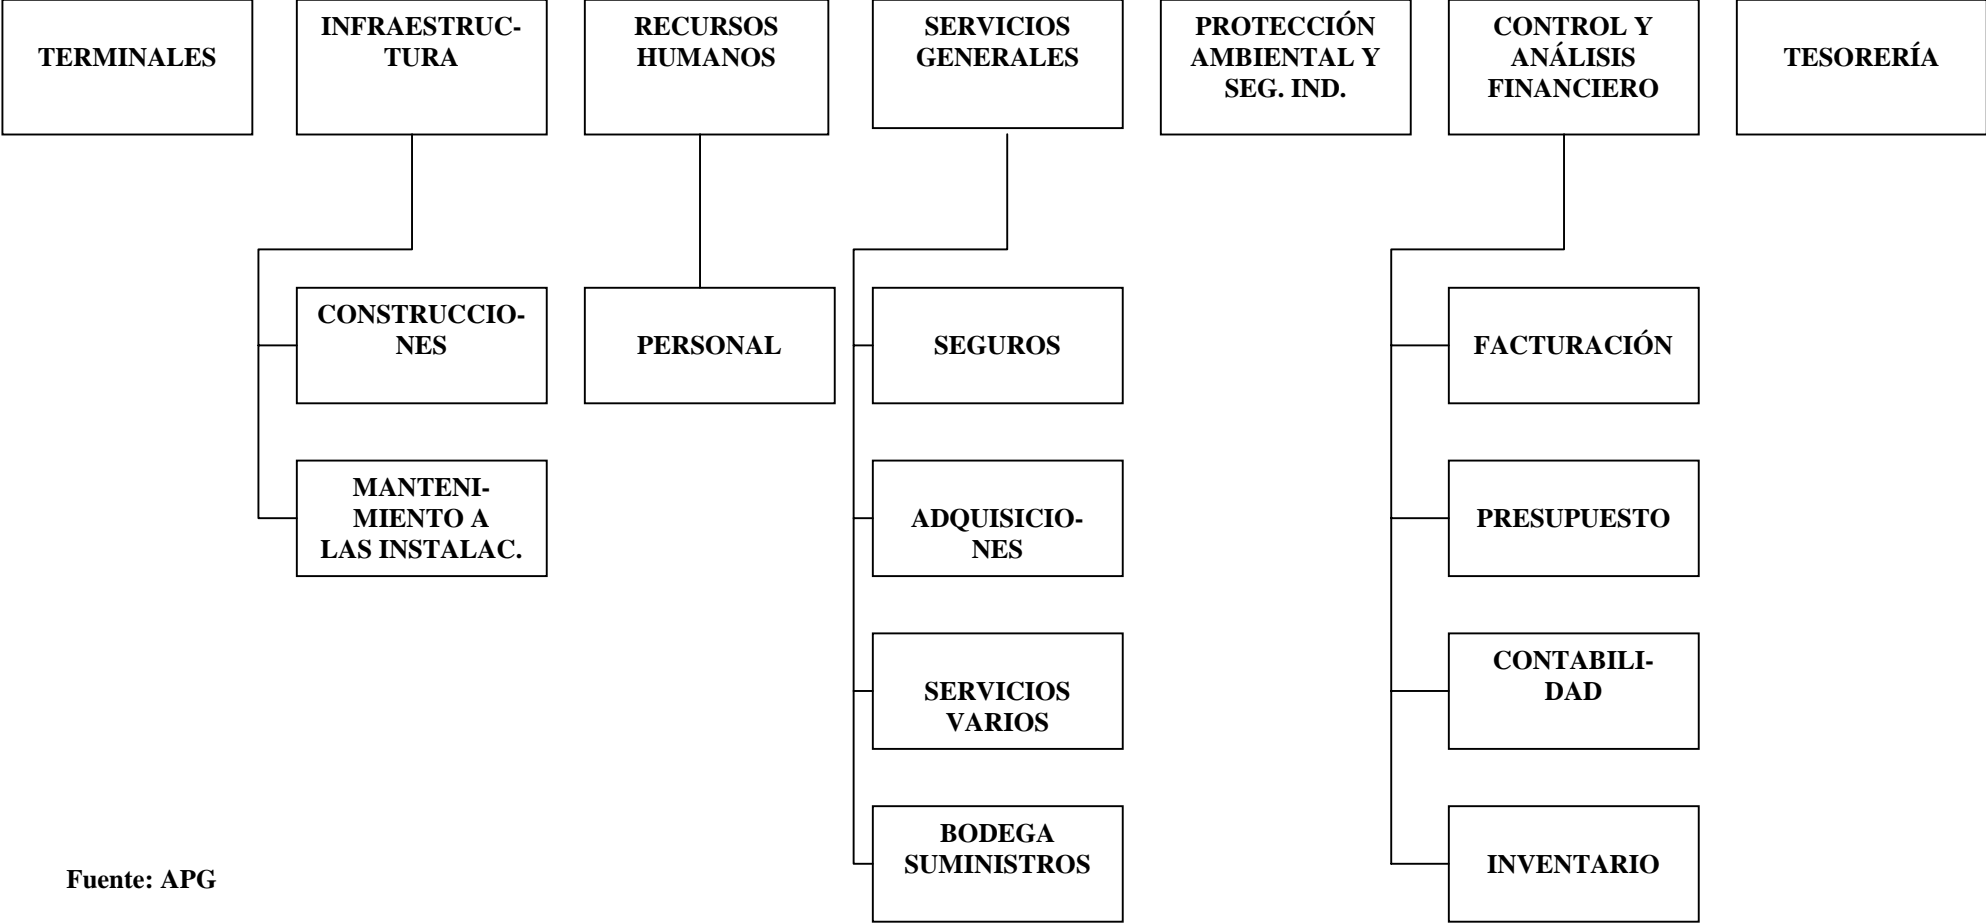 TERMINALES
INFRAESTRUC-
TURA
RECURSOS
HUMANOS
SERVICIOS
GENERALES
PROTECCIÓN
AMBIENTAL Y
SEG. IND.
CONTROL Y
ANÁLISIS
FINANCIERO
TESORERÍA
CONSTRUCCIO-
NES
PERSONAL
SEGUROS
FACTURACIÓN
MANTENI-
MIENTO A
LAS INSTALAC.
ADQUISICIO-
NES
PRESUPUESTO
SERVICIOS
VARIOS
CONTABILI-
DAD
BODEGA
SUMINISTROS
INVENTARIO
Fuente: APG